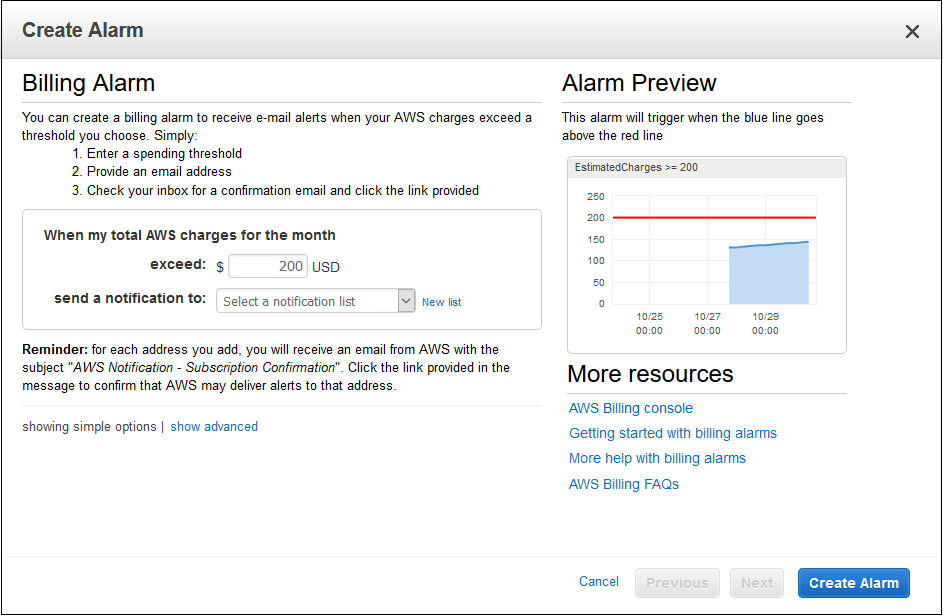 Create Alarm
Billing Alarm
You can create a billing alarm to receive e-mail alerts when your AWS charges exceed a
threshold you choose. Simply:
1. Enter a spending threshold
2. Provide an email address
3. Check your inbox for a confirmation email and click the link provided
When my total AWS charges for the month
exceed: $ 200 USD
send a notification to: Select a notification list New list
Reminder: for each address you add, you will receive an email from AWS with the
subject "AWS Notification - Subscription Confirmation". Click the link provided in the
message to confirm that AWS may deliver alerts to that address.
showing simple options | show advanced
Alarm Preview
This alarm will trigger when the blue line goes
above the red line
EstimatedCharges >= 200
250
200
150
100
50
0
10/25 10/27 10/29
00:00 00:00 00:00
More resources
AWS Billing console
Getting started with billing alarms
More help with billing alarms
AWS Billing FAQs
Cancel Previous Next Create Alarm